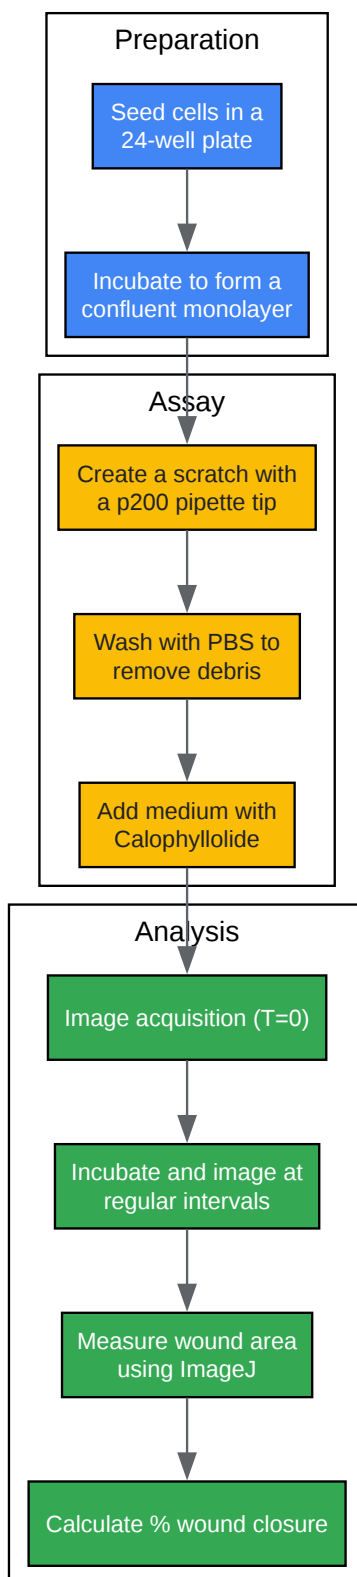 Preparation
Seed cells in a
24-well plate
Incubate to form a
confluent monolayer
Assay
Create a scratch with
a p200 pipette tip
Wash with PBS to
remove debris
Add medium with
Calophyllolide
Analysis
Image acquisition (T=0)
Incubate and image at
regular intervals
Measure wound area
using ImageJ
Calculate % wound closure